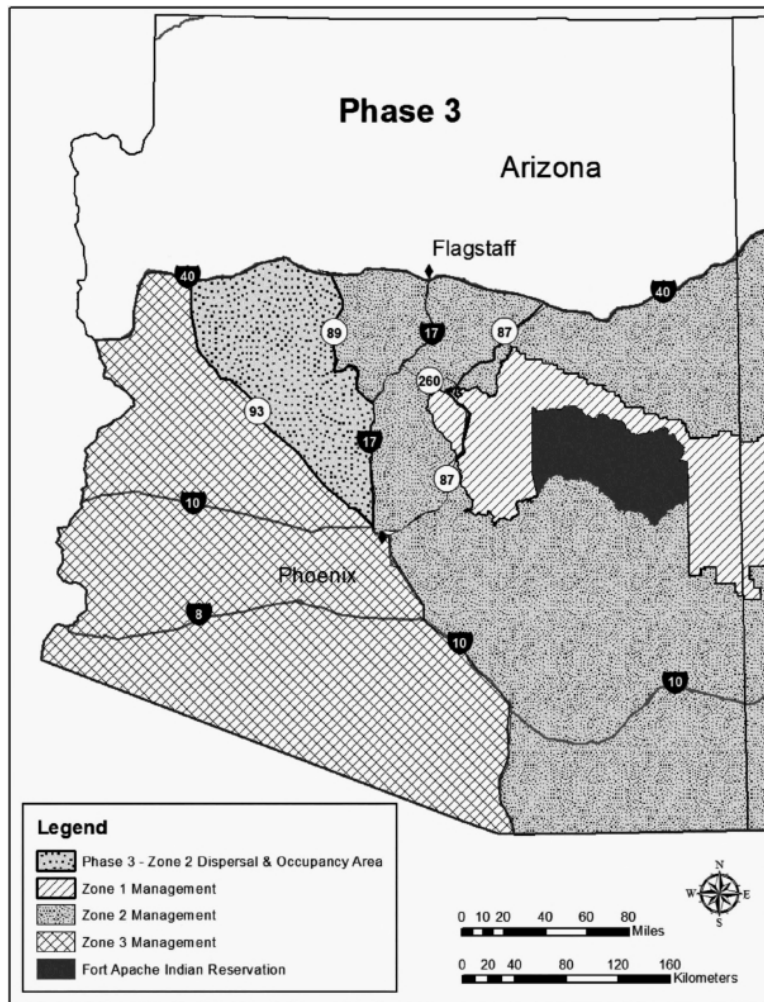 Phase 3
Arizona
Flagstaff
40
40
89
17
87
260
93
17
87
10
Phoenix
8
10
10
Legend
Phase 3 - Zone 2 Dispersal & Occupancy Area
Zone 1 Management
Zone 2 Management
Zone 3 Management
Fort Apache Indian Reservation
N
W E
S
0 10 20 40 60 80
Miles
0 20 40 80 120 160
Kilometers